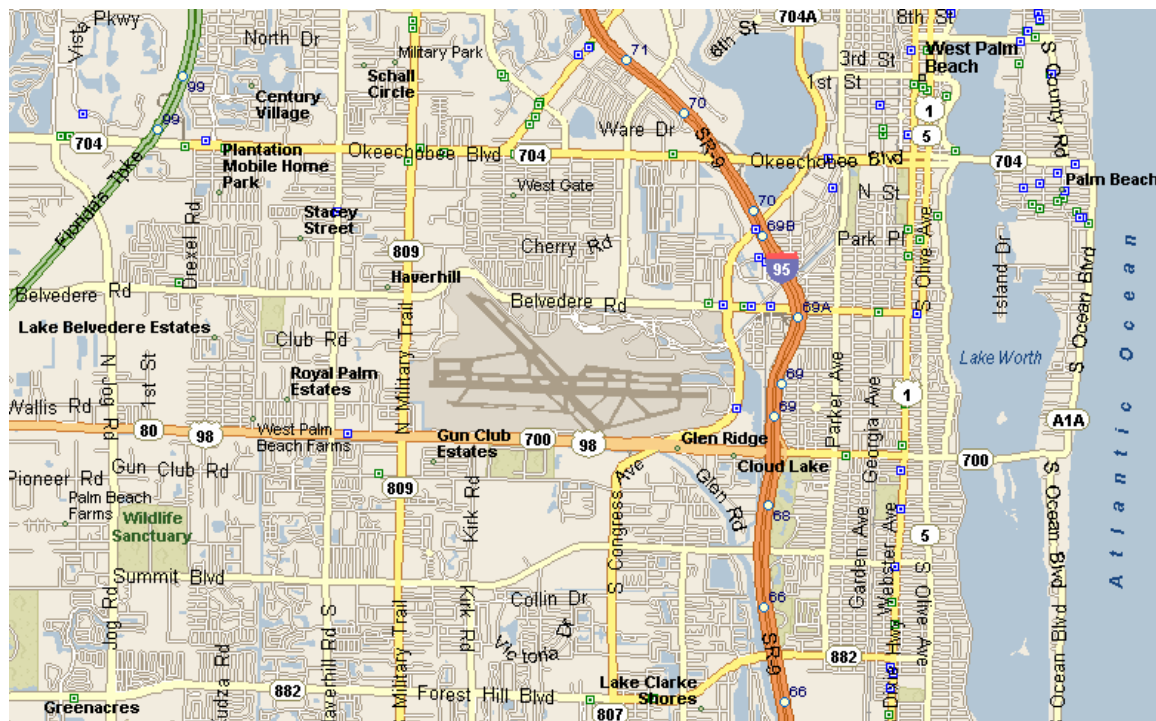 Pkwy
Vista
North Dr
Military Park
Schall
Circle
71
6th St
704A
8th St
3rd St
1st St
West Palm
Beach
S County Rd
99
Century
Village
70
Ware Dr
SR-9
1
5
99
704
Okeechobee Blvd
704
Okeechobee Blvd
704
Plantation
Mobile Home
Park
West Gate
N St
Palm Beach
Floridas Tpke
Drexel Rd
Stacey
Street
70
69B
Park Pl
S Olive Ave
Island Dr
S Ocean Blvd
Atlantic Ocean
809
Cherry Rd
95
Haverhill
Belvedere Rd
Belvedere Rd
69A
Lake Belvedere Estates
Club Rd
N Military Trail
Lake Worth
N Jog Rd
1st St
Royal Palm
Estates
69
Parker Ave
Georgia Ave
1
Wallis Rd
69
A1A
80
98
West Palm
Beach Farms
Gun Club
Estates
700
98
Glen Ridge
Cloud Lake
700
Pioneer Rd
Gun Club Rd
809
Kirk Rd
S Congress Ave
Glen Rd
S Ocean Blvd
Palm Beach
Farms
Wildlife
Sanctuary
68
5
Garden Ave
Webster Ave
S Olive Ave
Summit Blvd
Jog Rd
Collin Dr
Kirk Rd
Victoria Dr
66
Military Trail
S Haverhill Rd
SR-9
882
Ocean Blvd
882
Forest Hill Blvd
Lake Clarke
Shores
66
Greenacres
807